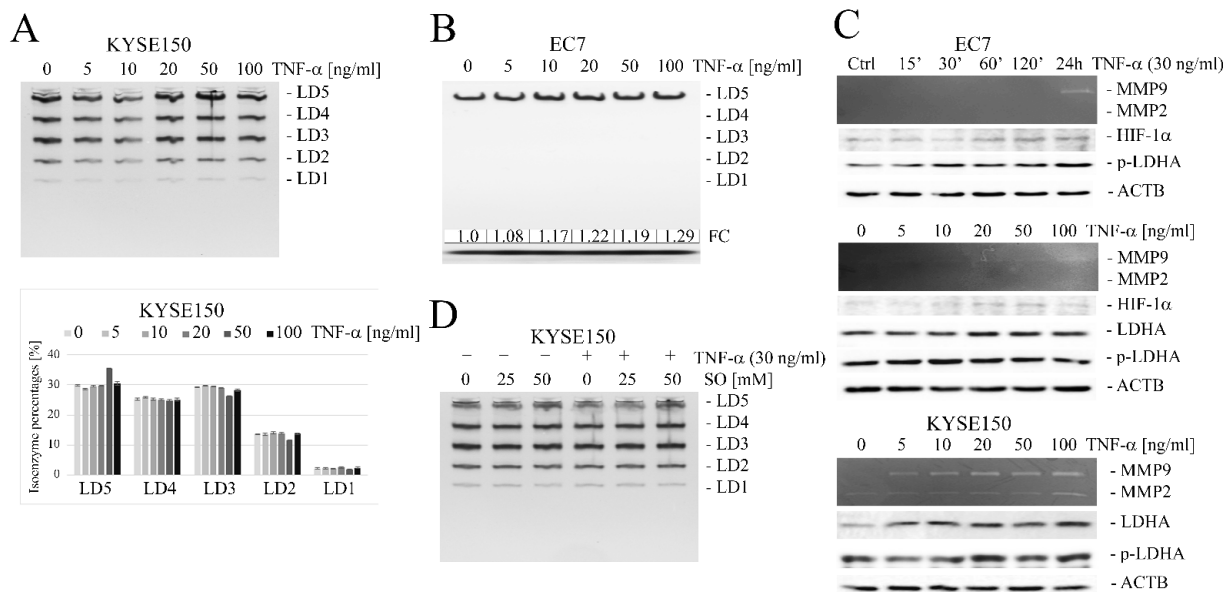 A
KYSE150
0 5 10 20 50 100 TNF-α [ng/ml]
- LD5
- LD4
- LD3
- LD2
- LD1
KYSE150
0 5 10 20 50 100 TNF-α [ng/ml]
Isoenzyme percentages [%]
40
30
20
10
0
LD5 LD4 LD3 LD2 LD1
B
EC7
0 5 10 20 50 100 TNF-α [ng/ml]
- LD5
- LD4
- LD3
- LD2
- LD1
1.0 1.08 1.17 1.22 1.19 1.29 FC
D
KYSE150
– – – + + + TNF-α (30 ng/ml)
0 25 50 0 25 50 SO [mM]
- LD5
- LD4
- LD3
- LD2
- LD1
C
EC7
Ctrl 15’ 30’ 60’ 120’ 24h TNF-α (30 ng/ml)
- MMP9
- MMP2
- HIF-1α
- p-LDHA
- ACTB
0 5 10 20 50 100 TNF-α [ng/ml]
- MMP9
- MMP2
- HIF-1α
- LDHA
- p-LDHA
- ACTB
KYSE150
0 5 10 20 50 100 TNF-α [ng/ml]
- MMP9
- MMP2
- LDHA
- p-LDHA
- ACTB